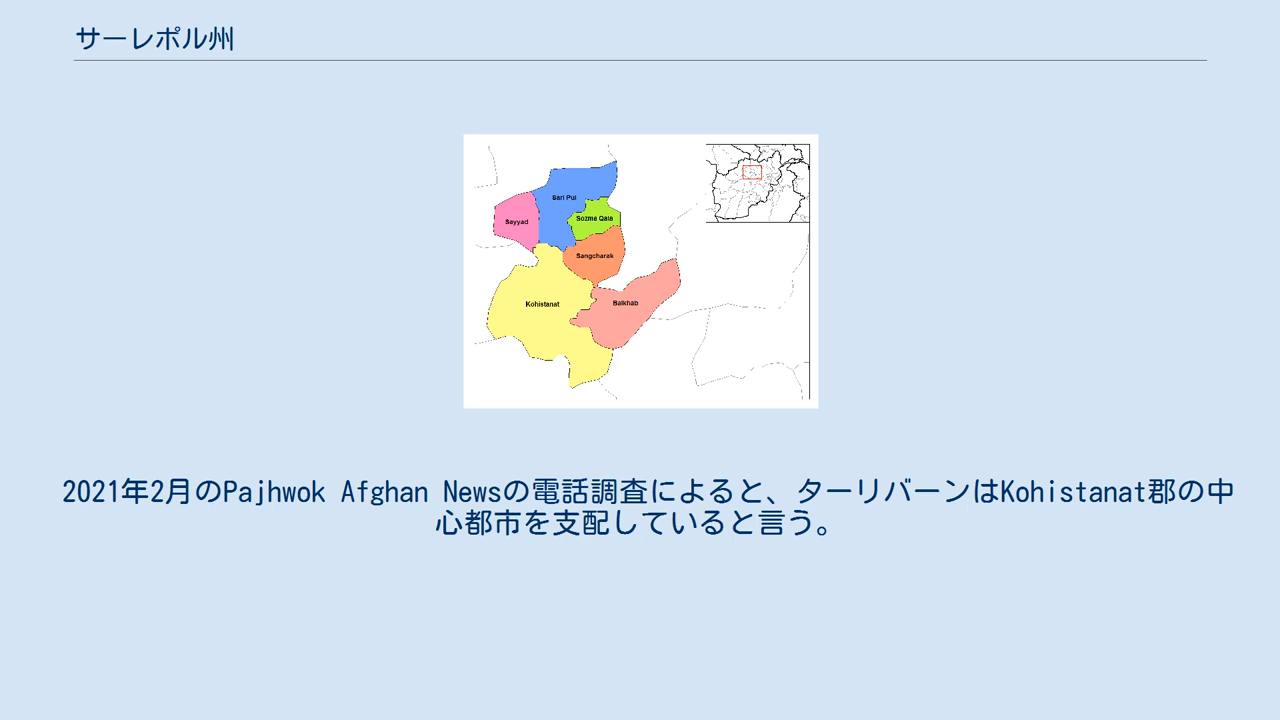 サーレポル州
Sari Pul
Sayyad
Sozma Qala
Sangcharak
Kohistanat
Balkhab
2021年2月のPajhwok Afghan Newsの電話調査によると、ターリバーンはKohistanat郡の中
心都市を支配していると言う。